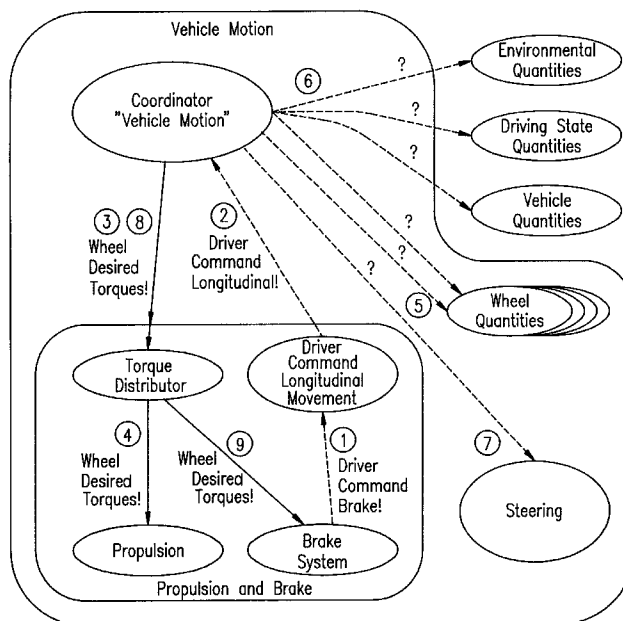 Vehicle Motion
Environmental
Quantities
?
6
Coordinator
"Vehicle Motion"
?
Driving State
Quantities
?
Vehicle
Quantities
3 8
2
?
Wheel
Desired
Torques!
Driver
Command
Longitudinal!
?
?
5
Wheel
Quantities
Driver
Command
Longitudinal
Movement
Torque
Distributor
4
9
1
7
Wheel
Desired
Torques!
Wheel
Desired
Torques!
Driver
Command
Brake!
Steering
Propulsion
Brake
System
Propulsion and Brake